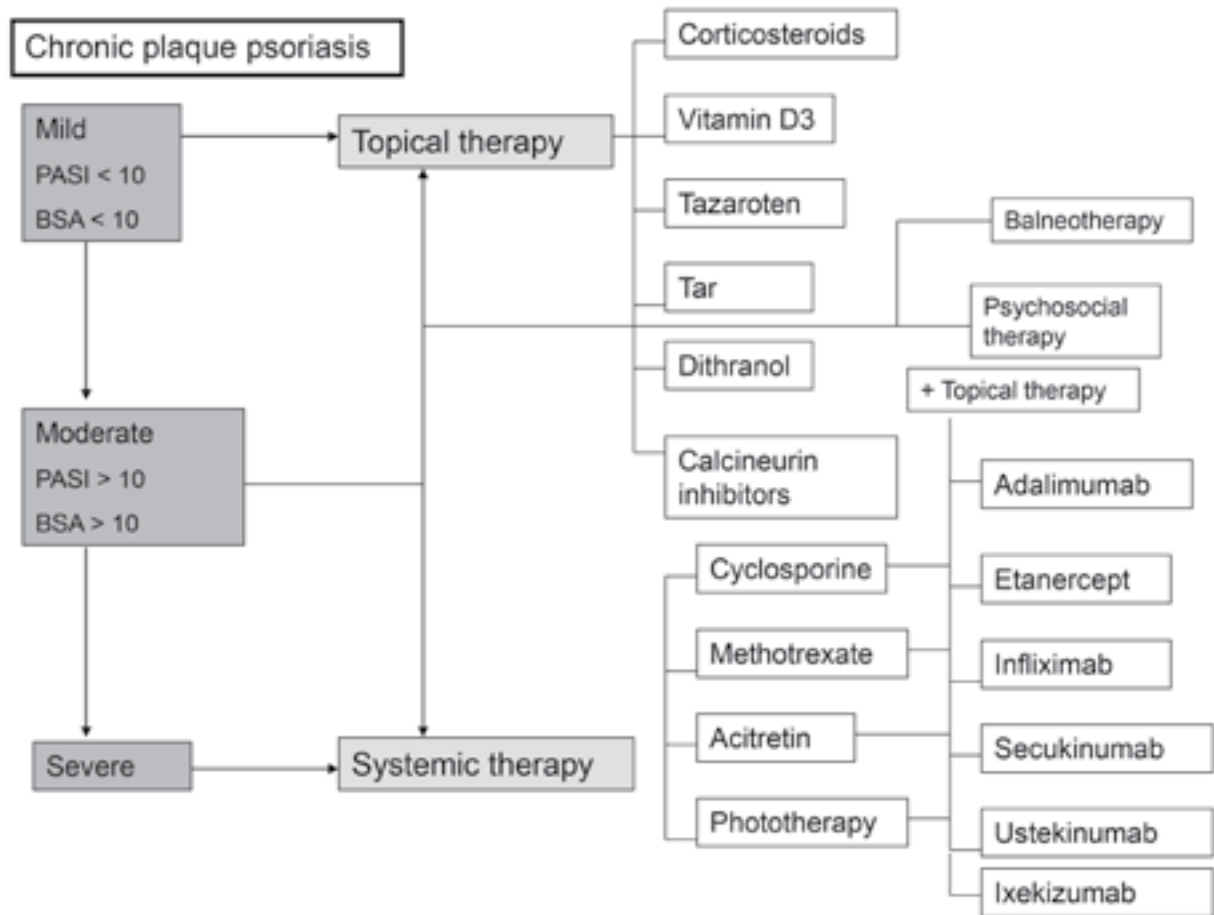 Chronic plaque psoriasis
Mild
PASI < 10
BSA < 10
Moderate
PASI > 10
BSA > 10
Severe
Topical therapy
Systemic therapy
Corticosteroids
Vitamin D3
Tazaroten
Tar
Dithranol
Calcineurin
inhibitors
Cyclosporine
Methotrexate
Acitretin
Phototherapy
Balneotherapy
Psychosocial
therapy
+ Topical therapy
Adalimumab
Etanercept
Infliximab
Secukinumab
Ustekinumab
Ixekizumab